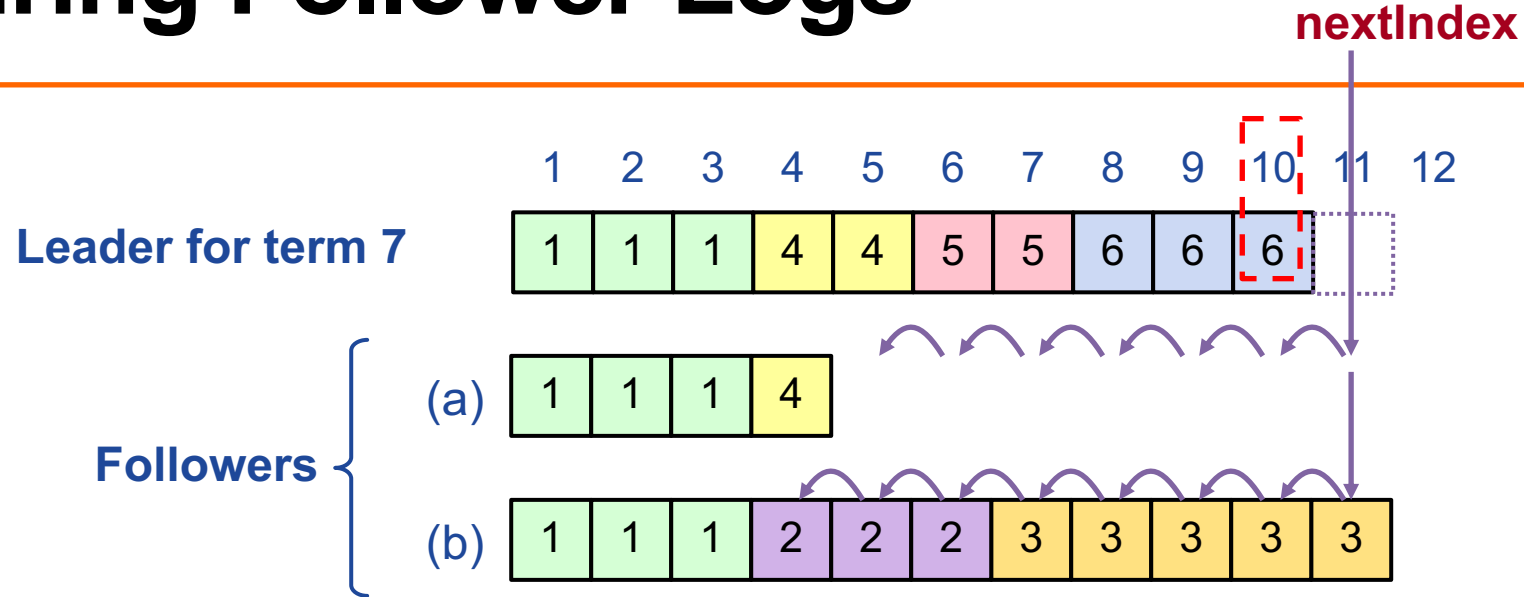 Follower Logs
nextIndex
1 2 3 4 5 6 7 8 9 10 11 12
Leader for term 7
1 1 1 4 4 5 5 6 6 6
(a)
1 1 1 4
Followers
(b)
1 1 1 2 2 2 3 3 3 3 3